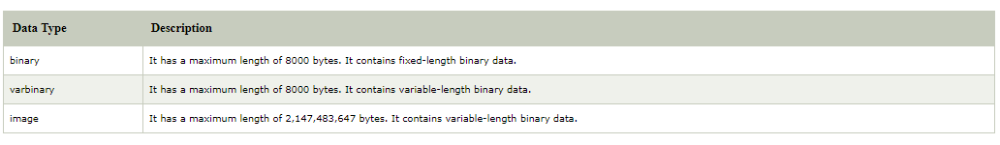 Data Type Description
binary It has a maximum length of 8000 bytes. It contains fixed-length binary data.
varbinary It has a maximum length of 8000 bytes. It contains variable-length binary data.
image It has a maximum length of 2,147,483,647 bytes. It contains variable-length binary data.